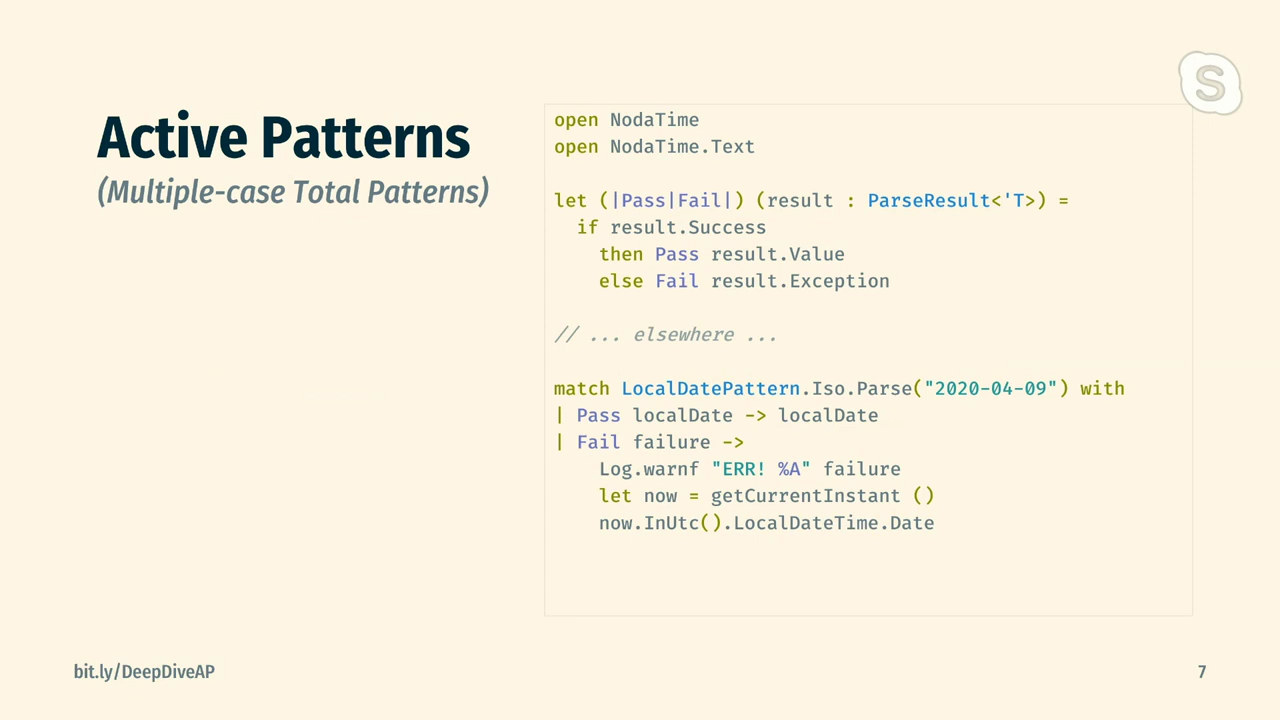 Active Patterns
(Multiple-case Total Patterns)
open NodaTime
open NodaTime.Text
let (|Pass|Fail|) (result : ParseResult<'T>) =
  if result.Success
    then Pass result.Value
    else Fail result.Exception
// ... elsewhere ...
match LocalDatePattern.Iso.Parse("2020-04-09") with
| Pass localDate -> localDate
| Fail failure ->
    Log.warnf "ERR! %A" failure
    let now = getCurrentInstant ()
    now.InUtc().LocalDateTime.Date
S
bit.ly/DeepDiveAP
7